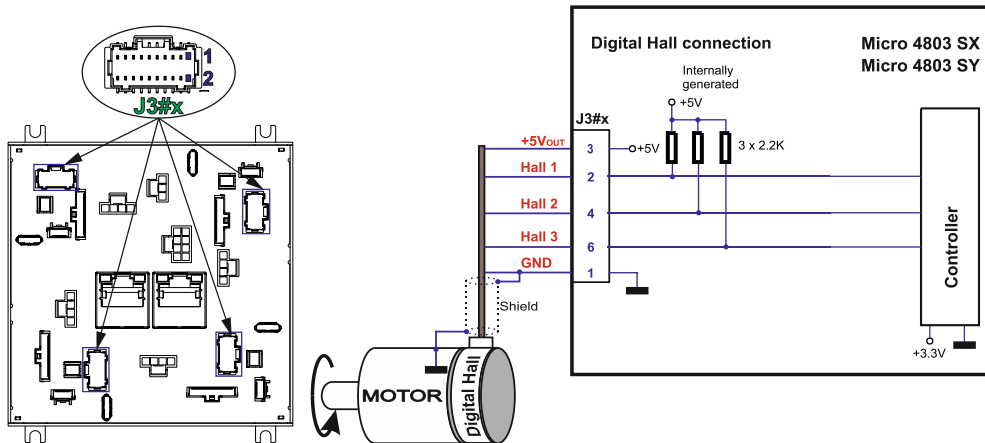 1
2
J3#x
Digital Hall connection
Micro 4803 SX
Micro 4803 SY
Internally
generated
+5V
J3#x
+5VOUT
3
+5V
3 x 2.2K
Hall 1
2
Hall 2
4
Hall 3
6
GND
1
Shield
Controller
+3.3V
MOTOR
Digital Hall